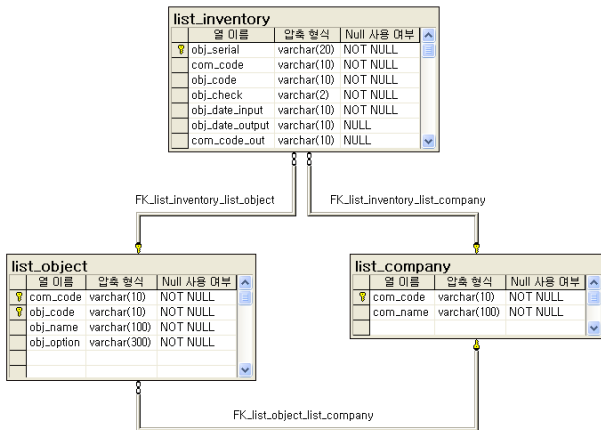 list_inventory
열 이름 압축 형식 Null 사용 여부
obj_serial varchar(20) NOT NULL
com_code varchar(10) NOT NULL
obj_code varchar(10) NOT NULL
obj_check varchar(2) NOT NULL
obj_date_input varchar(10) NOT NULL
obj_date_output varchar(10) NULL
com_code_out varchar(10) NULL
FK_list_inventory_list_object FK_list_inventory_list_company
list_object
열 이름 압축 형식 Null 사용 여부
com_code varchar(10) NOT NULL
obj_code varchar(10) NOT NULL
obj_name varchar(100) NOT NULL
obj_option varchar(300) NOT NULL
list_company
열 이름 압축 형식 Null 사용 여부
com_code varchar(10) NOT NULL
com_name varchar(100) NOT NULL
FK_list_object_list_company